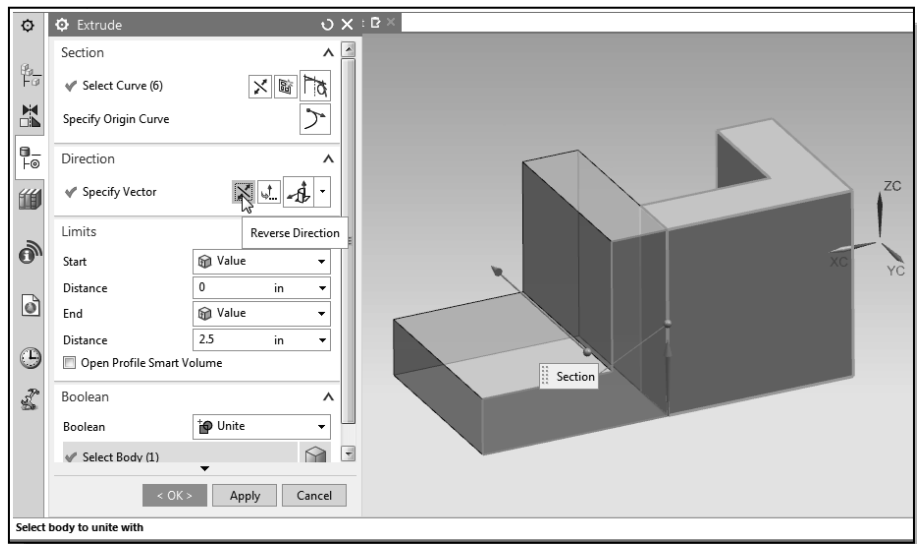 Extrude
Section
Select Curve (6)
Specify Origin Curve
Direction
Specify Vector
Reverse Direction
Limits
Start Value
Distance 0 in
End Value
Distance 2.5 in
Open Profile Smart Volume
Boolean
Boolean Unite
Select Body (1)
< OK > Apply Cancel
Select body to unite with
Section
ZC
XC
YC